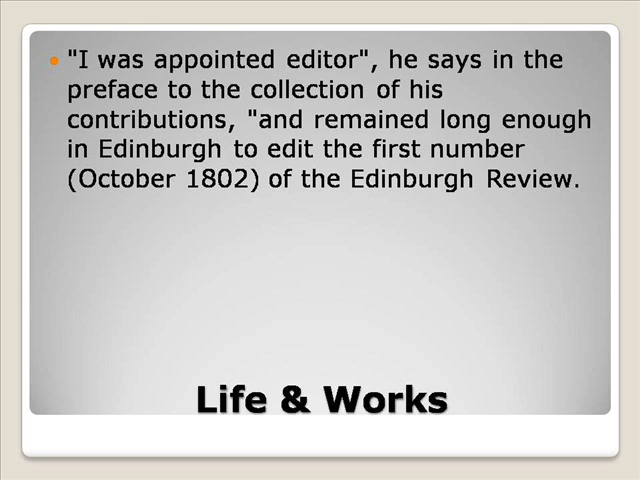 "I was appointed editor", he says in the
preface to the collection of his
contributions, "and remained long enough
in Edinburgh to edit the first number
(October 1802) of the Edinburgh Review.
Life & Works